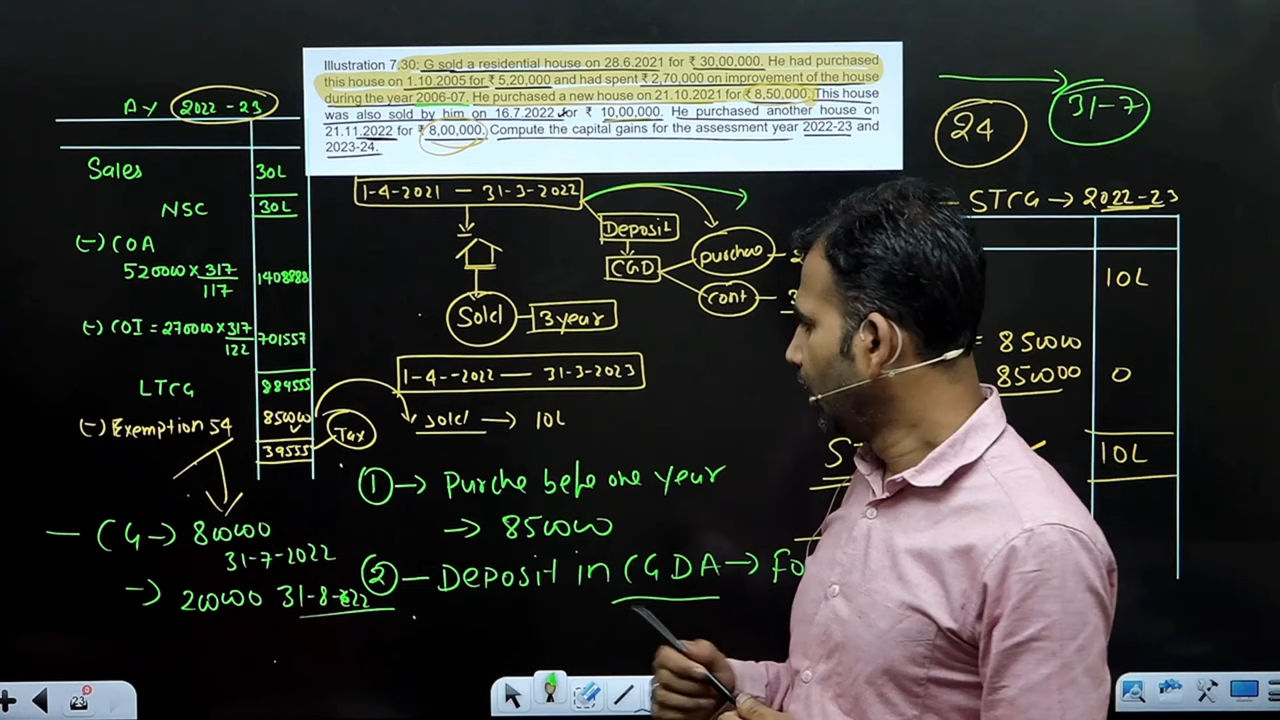 Illustration 7.30: G sold a residential house on 28.6.2021 for ₹ 30,00,000. He had purchased
this house on 1.10.2005 for ₹ 5,20,000 and had spent ₹ 2,70,000 on improvement of the house
during the year 2006-07. He purchased a new house on 21.10.2021 for ₹ 8,50,000. This house
was also sold by him on 16.7.2022 for ₹ 10,00,000. He purchased another house on
21.11.2022 for ₹ 8,00,000. Compute the capital gains for the assessment year 2022-23 and
2023-24.
AY 2022-23
Sales 30L
NSC 30L
(-) COA
520000 × 317/117 1408888
(-) COI = 270000 × 317/122 701557
LTCG 889555
(-) Exemption 54 850000
39555
Tax
- CG → 800000
31-7-2022
→ 200000 31-8-2022
1-4-2021 — 31-3-2022
Deposit
CGD
purchao
cont
Sold
3 year
1-4--2022 — 31-3-2023
sold → 10L
① → Purche befe one year
→ 850000
② - Deposit in CGDA →
24
31-7
STCG → 2022-23
10L
= 850000
850000 0
10L
23